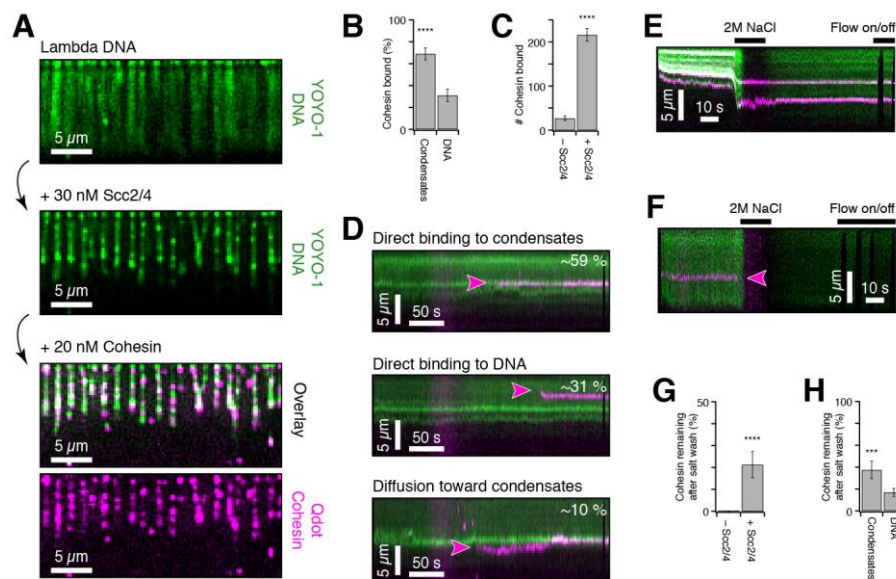 A
Lambda DNA
YOYO-1
DNA
5 µm
+ 30 nM Scc2/4
YOYO-1
DNA
5 µm
+ 20 nM Cohesin
Overlay
5 µm
Qdot
Cohesin
5 µm
B
Cohesin bound (%)
100
0
****
Condensates
DNA
C
# Cohesin bound
200
0
****
– Scc2/4
+ Scc2/4
D
Direct binding to condensates
~59 %
5 µm
50 s
Direct binding to DNA
~31 %
5 µm
50 s
Diffusion toward condensates
~10 %
5 µm
50 s
E
2M NaCl
Flow on/off
5 µm
10 s
F
2M NaCl
Flow on/off
5 µm
10 s
G
Cohesin remaining
after salt wash (%)
50
0
****
– Scc2/4
+ Scc2/4
H
Cohesin remaining
after salt wash (%)
100
0
***
Condensates
DNA